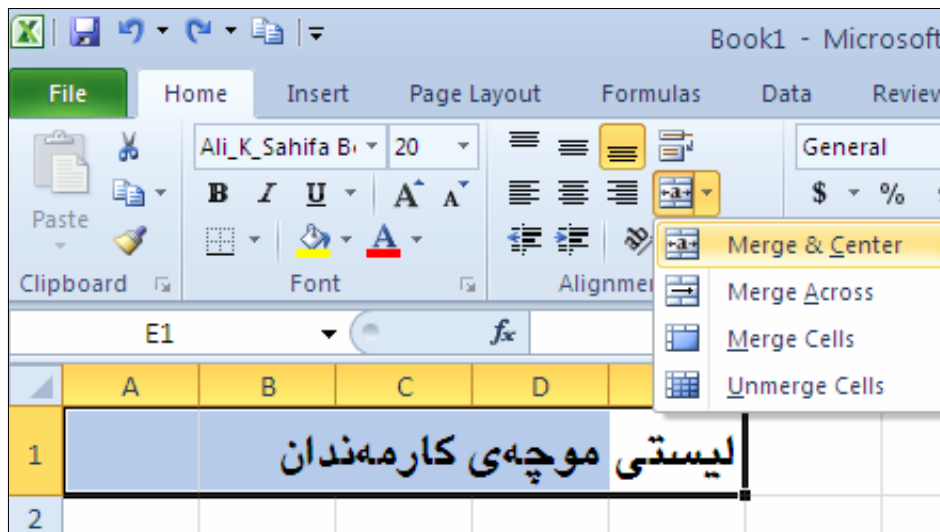 Book1 - Microsoft
File Home Insert Page Layout Formulas Data Review
Ali_K_Sahifa 20 General
B I U A A $ %
Paste A
Clipboard Font Alignme
Merge & Center
Merge Across
Merge Cells
Unmerge Cells
E1 fx
A B C D
1 لیستی موچەی کارمەندان
2